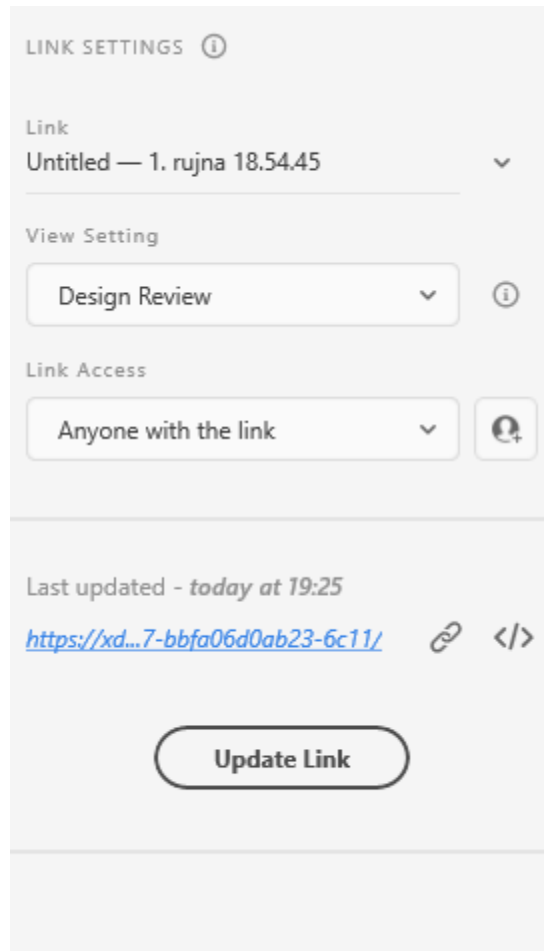 LINK SETTINGS
Link
Untitled — 1. rujna 18.54.45
View Setting
Design Review
Link Access
Anyone with the link
Last updated - today at 19:25
https://xd...7-bbfa06d0ab23-6c11/
Update Link